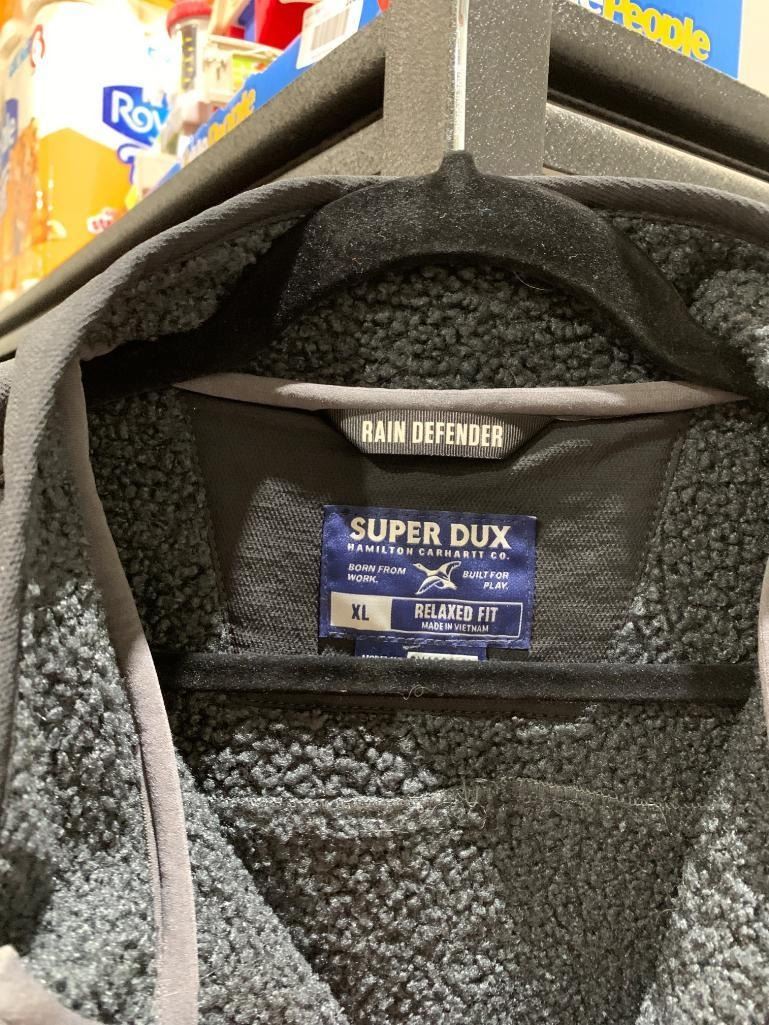 People
RAIN DEFENDER
SUPER DUX
HAMILTON CARHARTT CO.
BORN FROM
WORK.
BUILT FOR
PLAY.
XL
RELAXED FIT
MADE IN VIETNAM